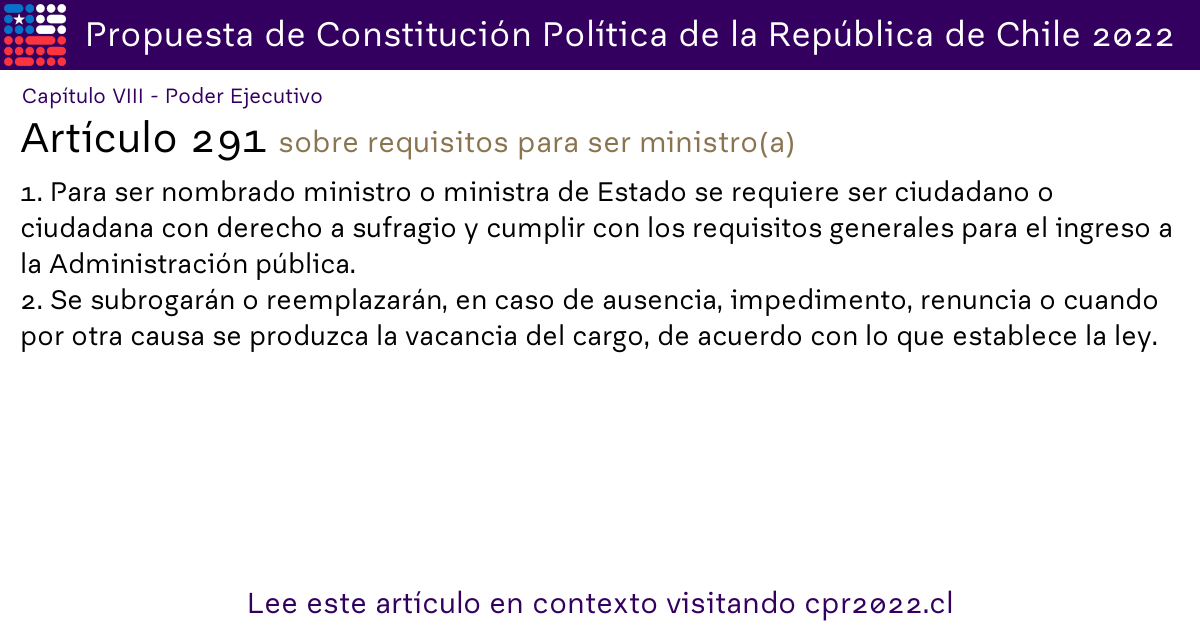 Propuesta de Constitución Política de la República de Chile 2022
Capítulo VIII - Poder Ejecutivo
Artículo 291 sobre requisitos para ser ministro(a)
1. Para ser nombrado ministro o ministra de Estado se requiere ser ciudadano o
ciudadana con derecho a sufragio y cumplir con los requisitos generales para el ingreso a
la Administración pública.
2. Se subrogarán o reemplazarán, en caso de ausencia, impedimento, renuncia o cuando
por otra causa se produzca la vacancia del cargo, de acuerdo con lo que establece la ley.
Lee este artículo en contexto visitando cpr2022.cl